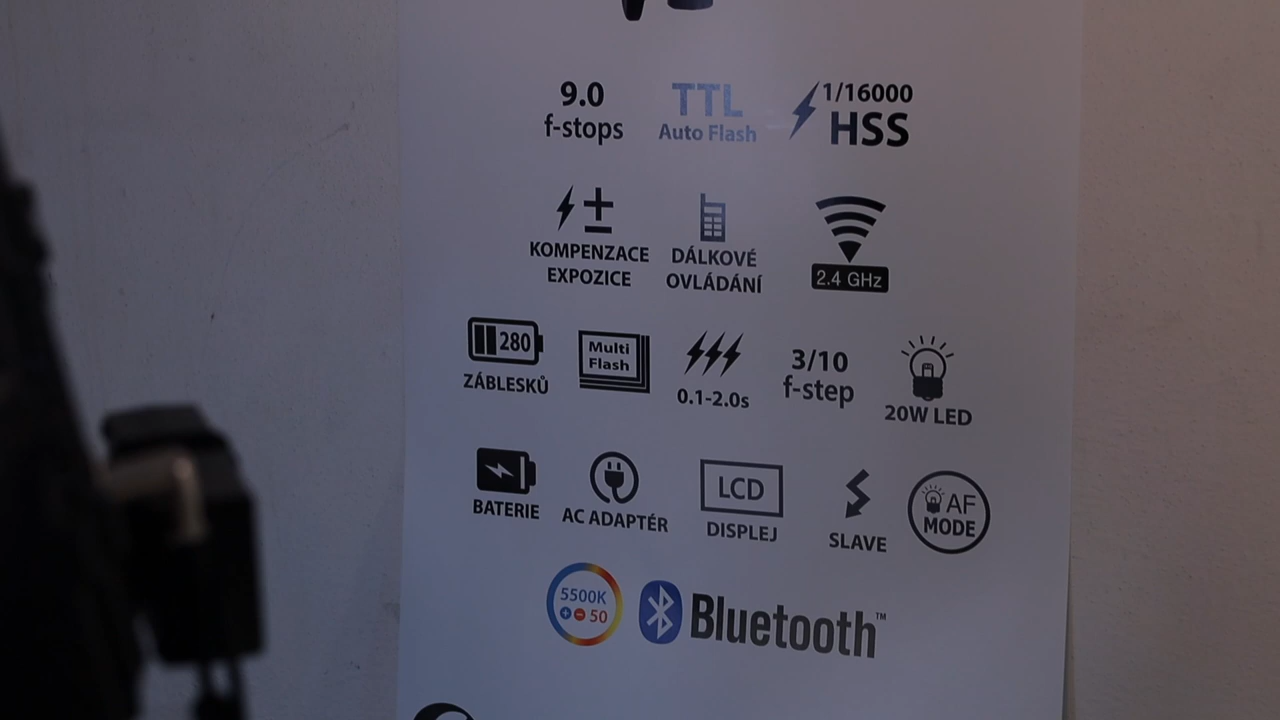 9.0
f-stops
TTL
Auto Flash
1/16000
HSS
KOMPENZACE
EXPOZICE
DÁLKOVÉ
OVLÁDÁNÍ
2.4 GHz
280
ZÁBLESKŮ
Multi
Flash
0.1-2.0s
3/10
f-step
20W LED
BATERIE
AC ADAPTÉR
LCD
DISPLEJ
SLAVE
AF
MODE
5500K
+ - 50
Bluetooth™